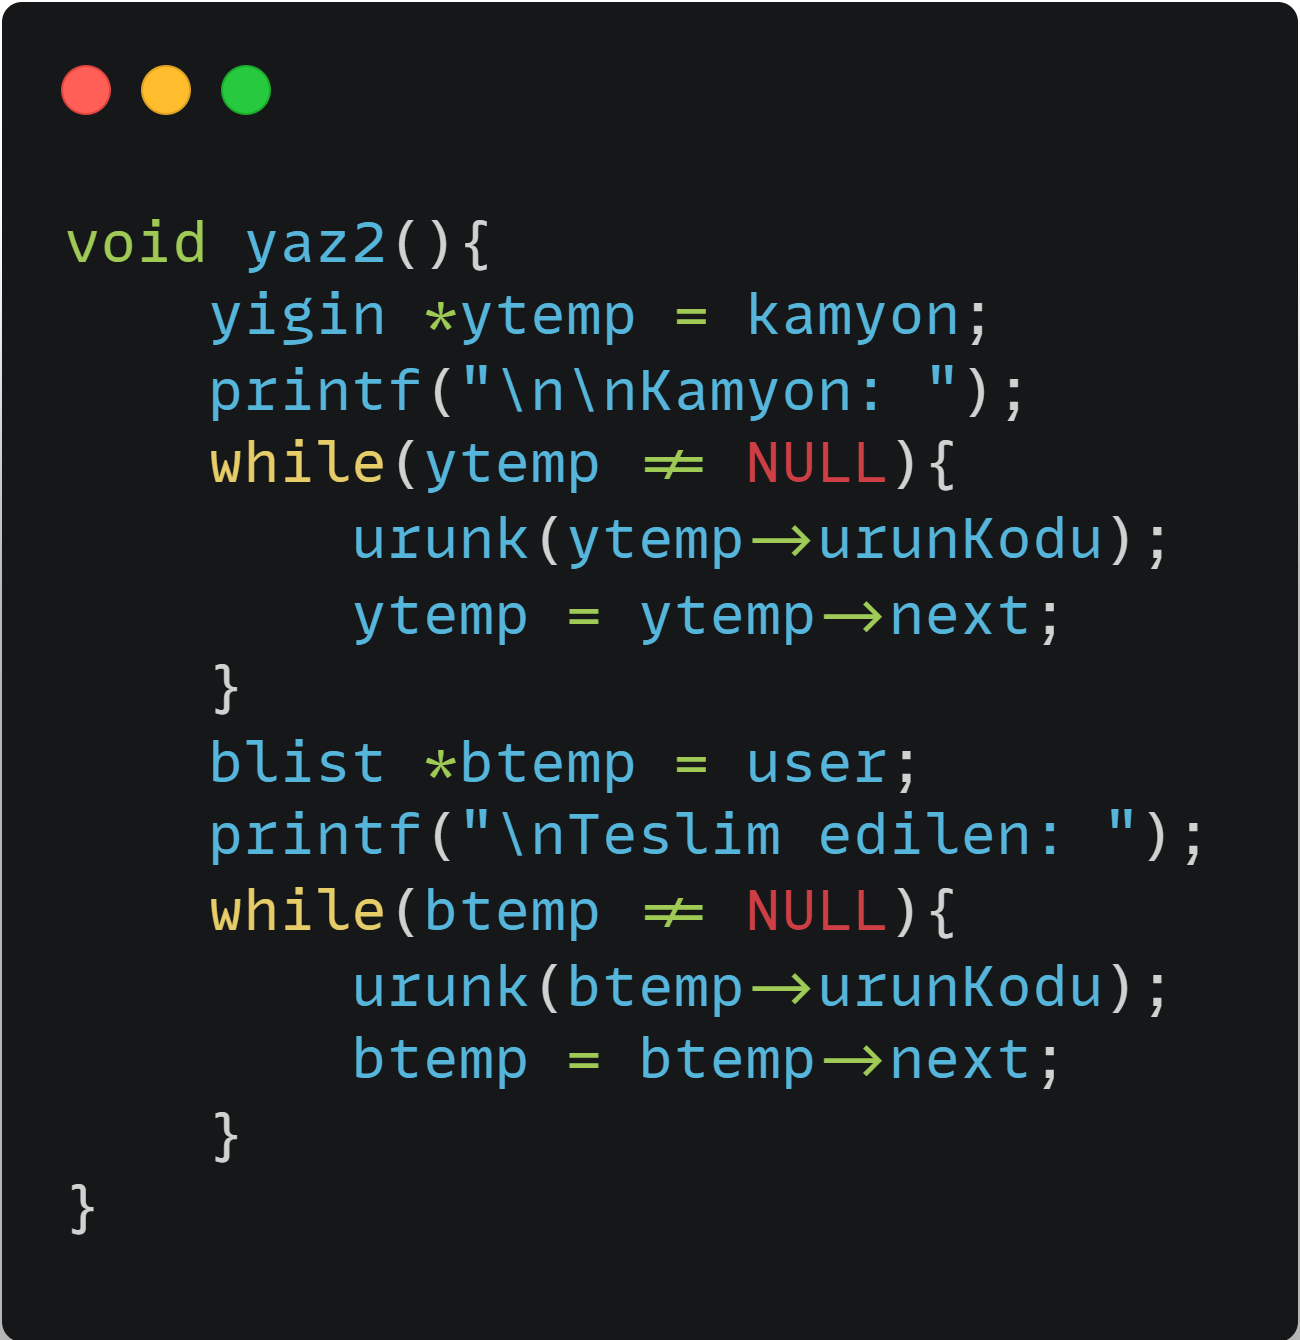 void yaz2(){
    yigin *ytemp = kamyon;
    printf("\n\nKamyon: ");
    while(ytemp != NULL){
        urunk(ytemp->urunKodu);
        ytemp = ytemp->next;
    }
    blist *btemp = user;
    printf("\nTeslim edilen: ");
    while(btemp != NULL){
        urunk(btemp->urunKodu);
        btemp = btemp->next;
    }
}